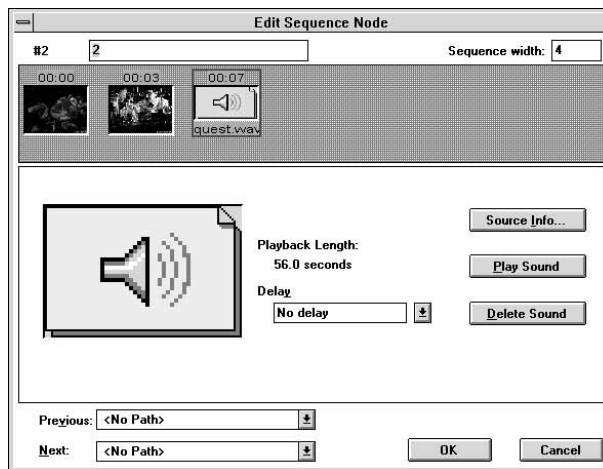 Edit Sequence Node
#2 2 Sequence width: 4
00:00 00:03 00:07
quest.wav
Source Info...
Playback Length:
56.0 seconds
Play Sound
Delay
No delay
Delete Sound
Previous: <No Path>
Next: <No Path> OK Cancel